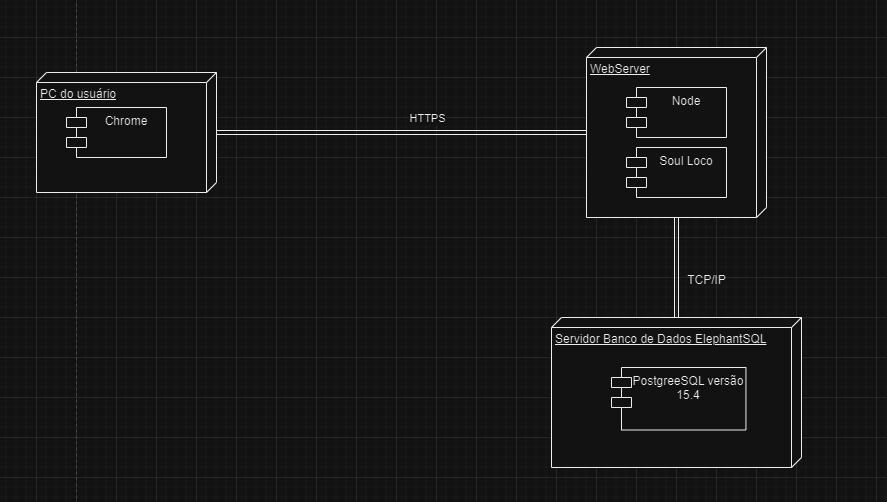 PC do usuário
Chrome
HTTPS
WebServer
Node
Soul Loco
TCP/IP
Servidor Banco de Dados ElephantSQL
PostgreeSQL versão
15.4